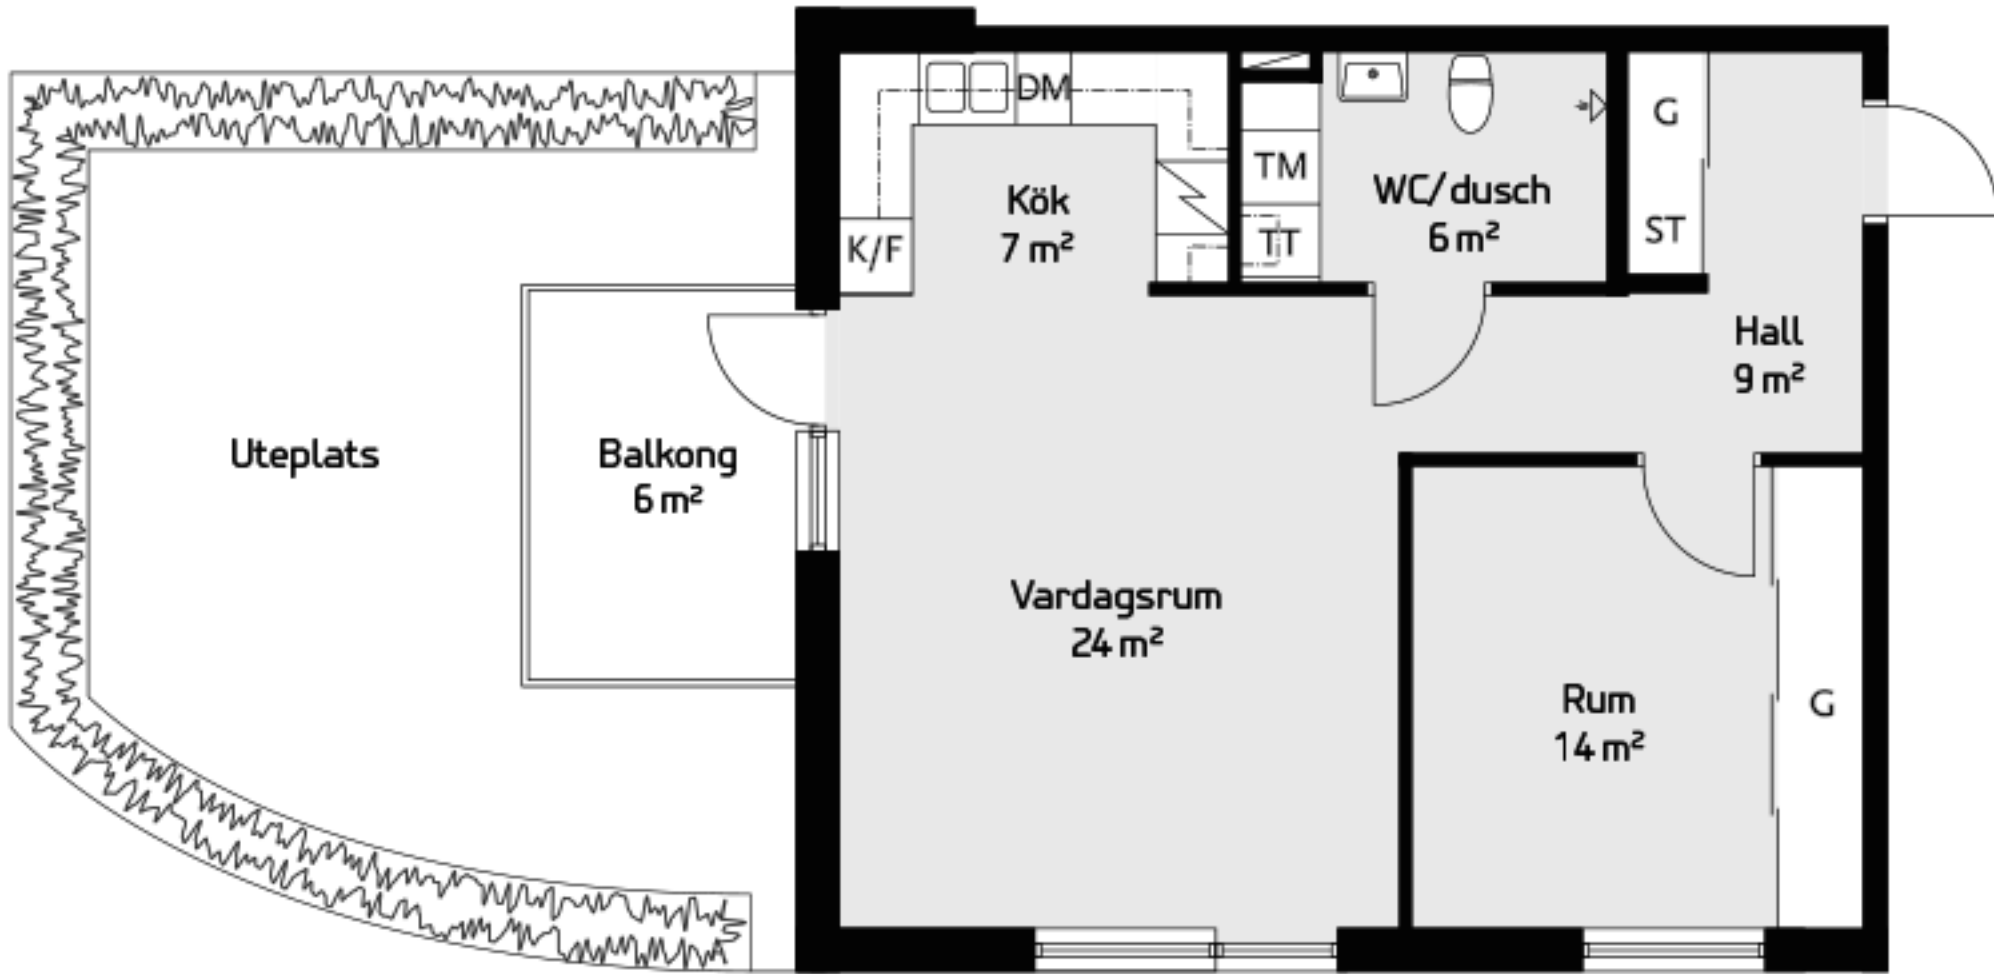 DM
K/F
Kök
7 m²
TM
TT
WC/dusch
6 m²
G
ST
Hall
9 m²
Uteplats
Balkong
6 m²
Vardagsrum
24 m²
Rum
14 m²
G